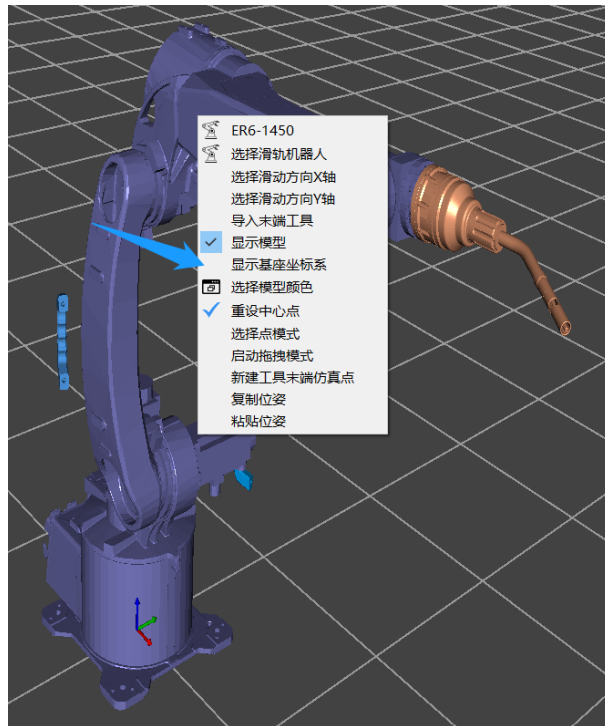 ER6-1450
选择滑轨机器人
选择滑动方向X轴
选择滑动方向Y轴
导入末端工具
显示模型
显示基座坐标系
选择模型颜色
重设中心点
选择点模式
启动拖拽模式
新建工具末端仿真点
复制位姿
粘贴位姿